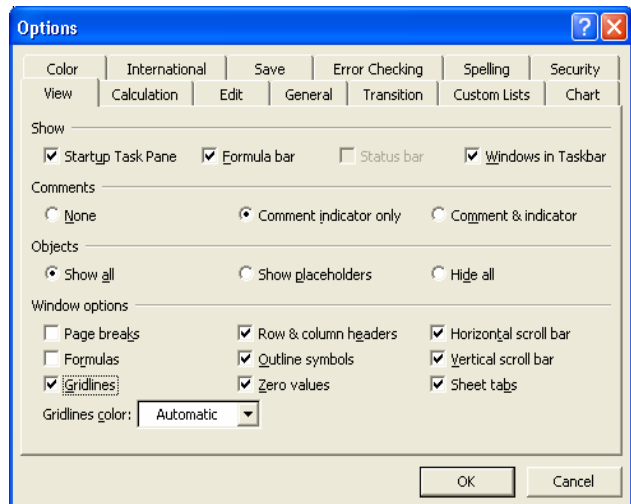 Options
Color International Save Error Checking Spelling Security
View Calculation Edit General Transition Custom Lists Chart
Show
Startup Task Pane Formula bar Status bar Windows in Taskbar
Comments
None Comment indicator only Comment & indicator
Objects
Show all Show placeholders Hide all
Window options
Page breaks Row & column headers Horizontal scroll bar
Formulas Outline symbols Vertical scroll bar
Gridlines Zero values Sheet tabs
Gridlines color: Automatic
OK Cancel